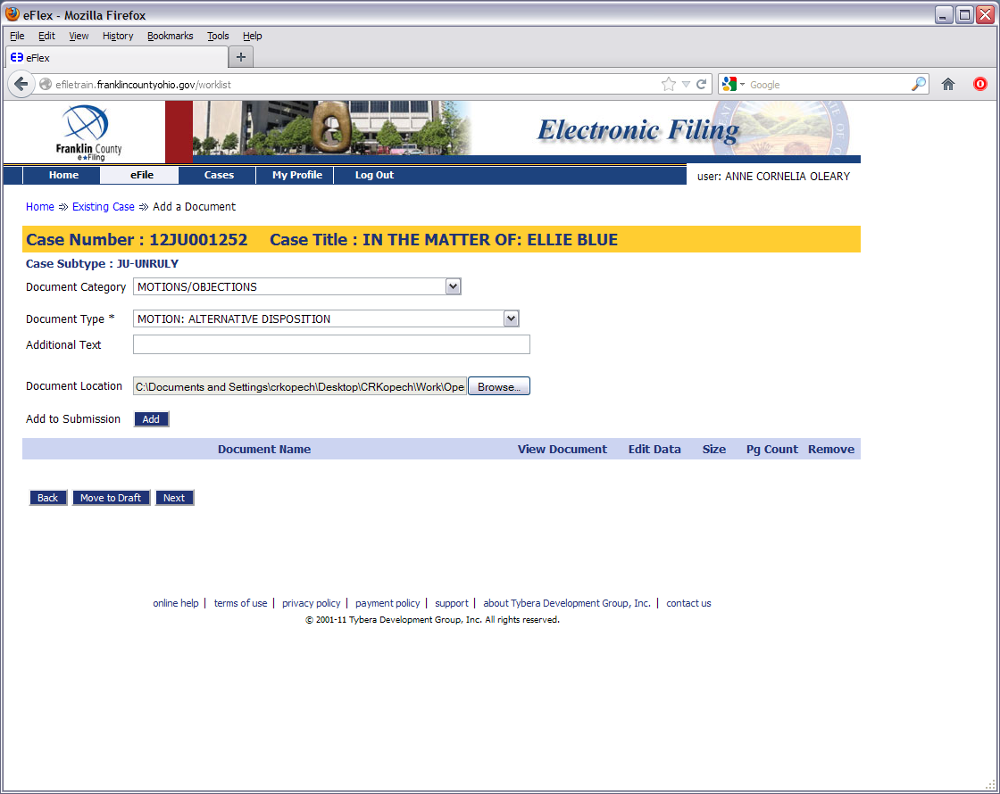 eFlex - Mozilla Firefox
File Edit View History Bookmarks Tools Help
eFlex
efiletrain.franklincountyohio.gov/worklist
Google
Franklin County
e★Filing
Electronic Filing
Home eFile Cases My Profile Log Out
user: ANNE CORNELIA OLEARY
Home ⇒ Existing Case ⇒ Add a Document
Case Number : 12JU001252 Case Title : IN THE MATTER OF: ELLIE BLUE
Case Subtype : JU-UNRULY
Document Category MOTIONS/OBJECTIONS
Document Type * MOTION: ALTERNATIVE DISPOSITION
Additional Text
Document Location C:\Documents and Settings\crkopech\Desktop\CRKopech\Work\Ope Browse...
Add to Submission Add
Document Name View Document Edit Data Size Pg Count Remove
Back Move to Draft Next
online help | terms of use | privacy policy | payment policy | support | about Tybera Development Group, Inc. | contact us
© 2001-11 Tybera Development Group, Inc. All rights reserved.